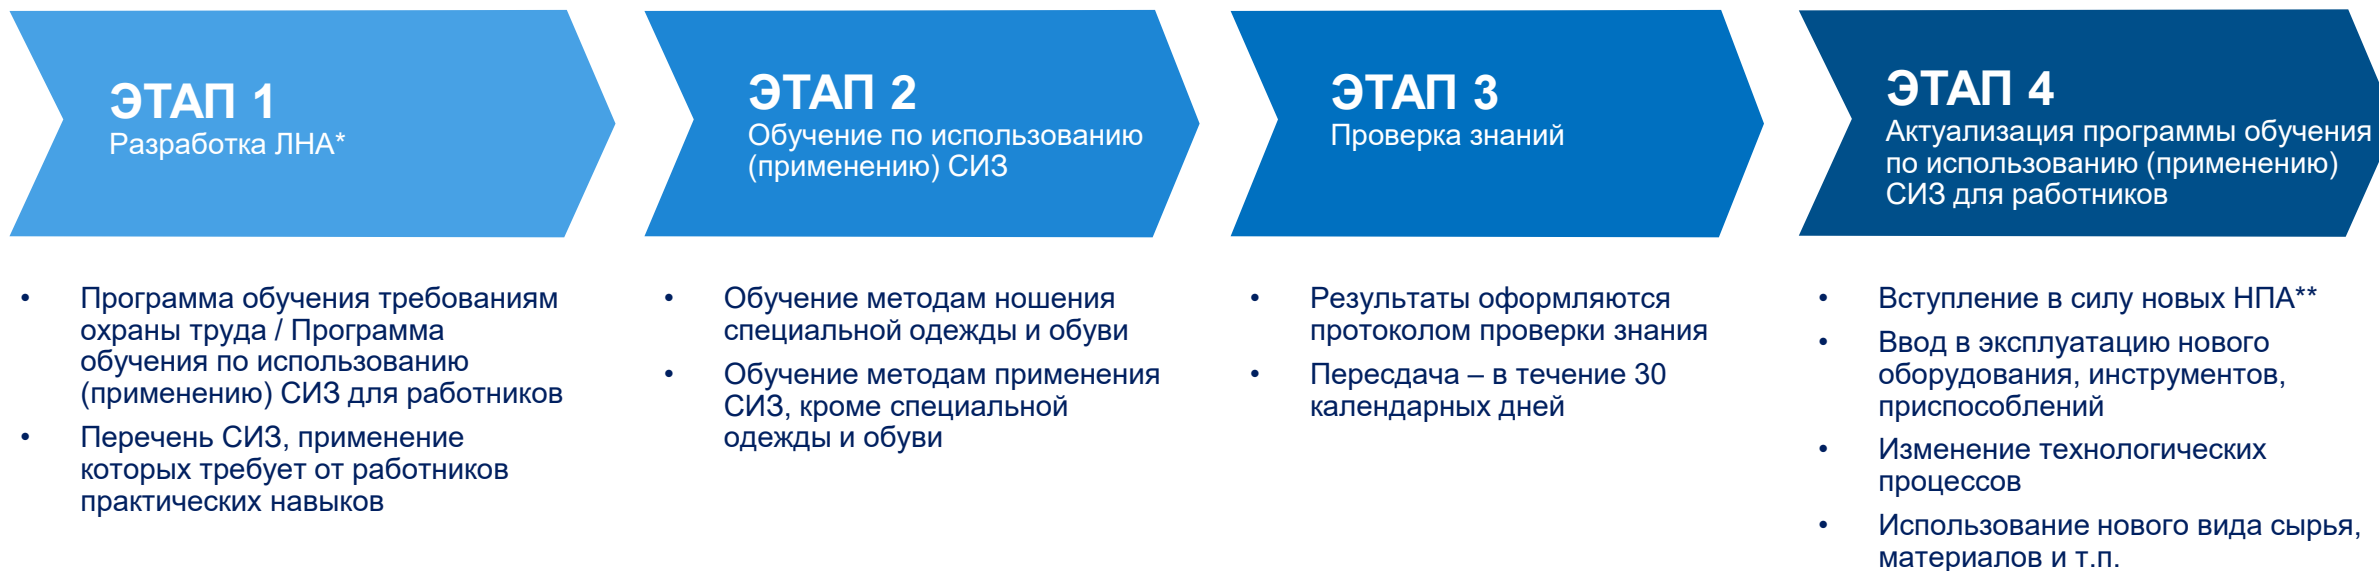 ЭТАП 1
Разработка ЛНА*
• Программа обучения требованиям
охраны труда / Программа
обучения по использованию
(применению) СИЗ для работников
• Перечень СИЗ, применение
которых требует от работников
практических навыков
ЭТАП 2
Обучение по использованию
(применению) СИЗ
• Обучение методам ношения
специальной одежды и обуви
• Обучение методам применения
СИЗ, кроме специальной
одежды и обуви
ЭТАП 3
Проверка знаний
• Результаты оформляются
протоколом проверки знания
• Пересдача – в течение 30
календарных дней
ЭТАП 4
Актуализация программы обучения
по использованию (применению)
СИЗ для работников
• Вступление в силу новых НПА**
• Ввод в эксплуатацию нового
оборудования, инструментов,
приспособлений
• Изменение технологических
процессов
• Использование нового вида сырья,
материалов и т.п.